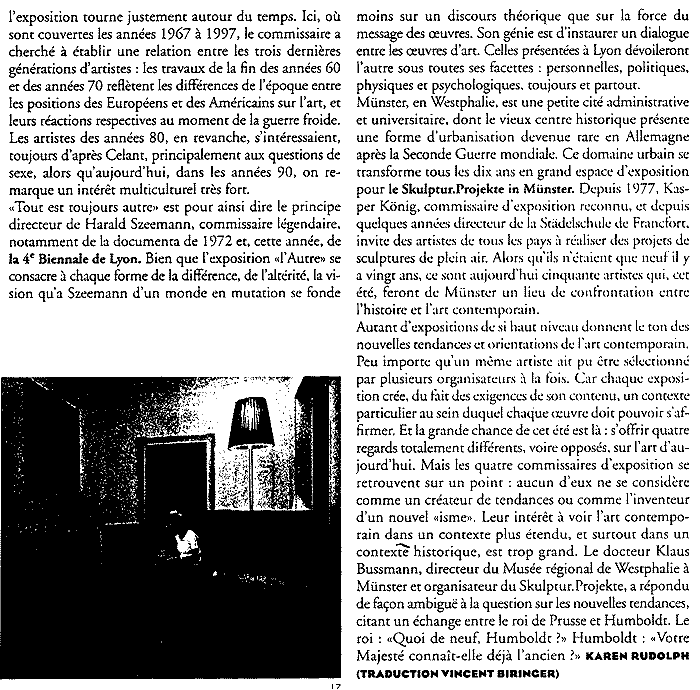 l'exposition tourne justement autour du temps. Ici, où
sont couvertes les années 1967 à 1997, le commissaire a
cherché à établir une relation entre les trois dernières
générations d'artistes : les travaux de la fin des années 60
et des années 70 reflètent les différences de l'époque entre
les positions des Européens et des Américains sur l'art, et
leurs réactions respectives au moment de la guerre froide.
Les artistes des années 80, en revanche, s'intéressaient,
toujours d'après Celant, principalement aux questions de
sexe, alors qu'aujourd'hui, dans les années 90, on re-
marque un intérêt multiculturel très fort.
«Tout est toujours autre» est pour ainsi dire le principe
directeur de Harald Szeemann, commissaire légendaire,
notamment de la documenta de 1972 et, cette année, de
la 4e Biennale de Lyon. Bien que l'exposition «l'Autre» se
consacre à chaque forme de la différence, de l'altérité, la vi-
sion qu'a Szeemann d'un monde en mutation se fonde
moins sur un discours théorique que sur la force du
message des œuvres. Son génie est d'instaurer un dialogue
entre les œuvres d'art. Celles présentées à Lyon dévoileront
l'autre sous toutes ses facettes : personnelles, politiques,
physiques et psychologiques, toujours et partout.
Münster, en Westphalie, est une petite cité administrative
et universitaire, dont le vieux centre historique présente
une forme d'urbanisation devenue rare en Allemagne
après la Seconde Guerre mondiale. Ce domaine urbain se
transforme tous les dix ans en grand espace d'exposition
pour le Skulptur.Projekte in Münster. Depuis 1977, Kas-
per König, commissaire d'exposition reconnu, et depuis
quelques années directeur de la Städelschule de Francfort,
invite des artistes de tous les pays à réaliser des projets de
sculptures de plein air. Alors qu'ils n'étaient que neuf il y
a vingt ans, ce sont aujourd'hui cinquante artistes qui, cet
été, feront de Münster un lieu de confrontation entre
l'histoire et l'art contemporain.
Autant d'expositions de si haut niveau donnent le ton des
nouvelles tendances et orientations de l'art contemporain.
Peu importe qu'un même artiste ait pu être sélectionné
par plusieurs organisateurs à la fois. Car chaque exposi-
tion crée, du fait des exigences de son contenu, un contexte
particulier au sein duquel chaque œuvre doit pouvoir s'af-
firmer. Et la grande chance de cet été est là : s'offrir quatre
regards totalement différents, voire opposés, sur l'art d'au-
jourd'hui. Mais les quatre commissaires d'exposition se
retrouvent sur un point : aucun d'eux ne se considère
comme un créateur de tendances ou comme l'inventeur
d'un nouvel «isme». Leur intérêt à voir l'art contempo-
rain dans un contexte plus étendu, et surtout dans un
contexte historique, est trop grand. Le docteur Klaus
Bussmann, directeur du Musée régional de Westphalie à
Münster et organisateur du Skulptur.Projekte, a répondu
de façon ambiguë à la question sur les nouvelles tendances,
citant un échange entre le roi de Prusse et Humboldt. Le
roi : «Quoi de neuf, Humboldt ?» Humboldt : «Votre
Majesté connaît-elle déjà l'ancien ?» KAREN RUDOLPH
(TRADUCTION VINCENT BIRINGER)